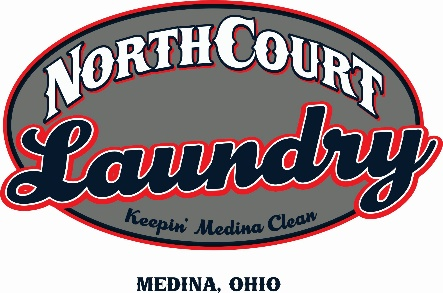 NORTHCOURT
Laundry
Keepin' Medina Clean
MEDINA, OHIO